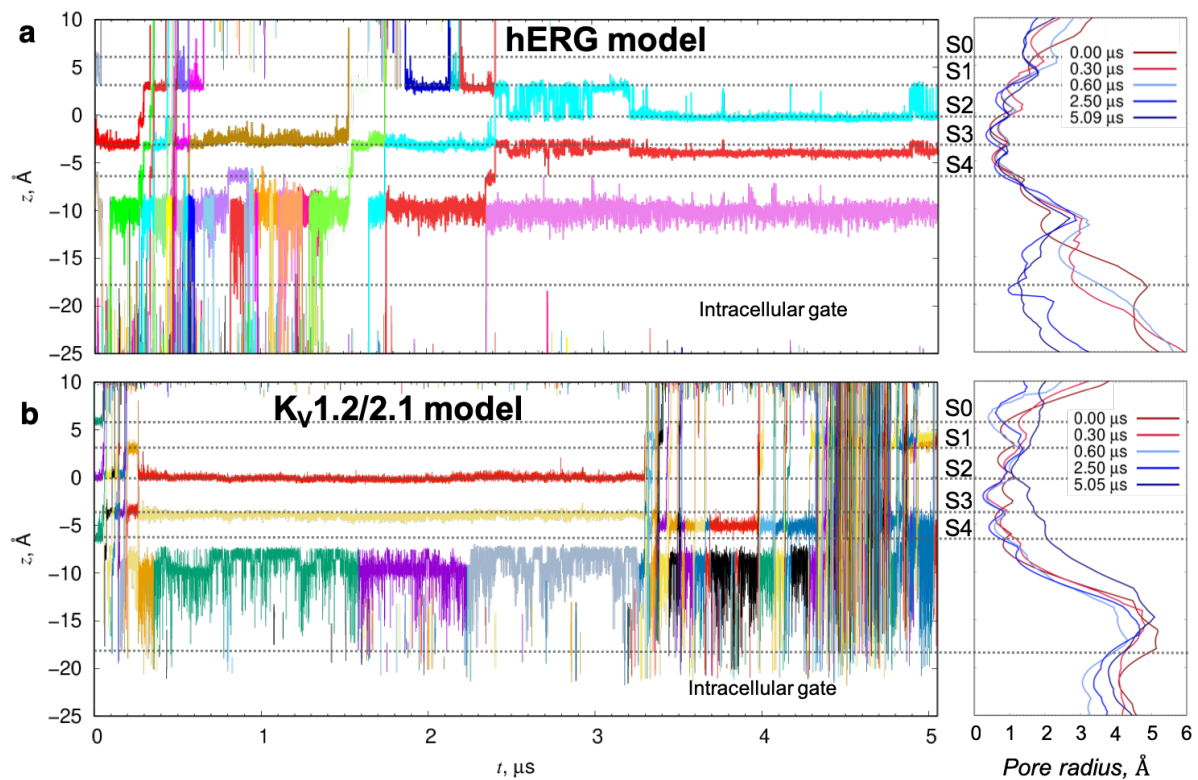 a
hERG model
10
5
0
−5
−10
−15
−20
−25
z, Å
Intracellular gate
S0
S1
S2
S3
S4
0.00 µs
0.30 µs
0.60 µs
2.50 µs
5.09 µs
b
KV1.2/2.1 model
10
5
0
−5
−10
−15
−20
−25
z, Å
Intracellular gate
0 1 2 3 4 5
t, µs
S0
S1
S2
S3
S4
0.00 µs
0.30 µs
0.60 µs
2.50 µs
5.05 µs
0 1 2 3 4 5 6
Pore radius, Å